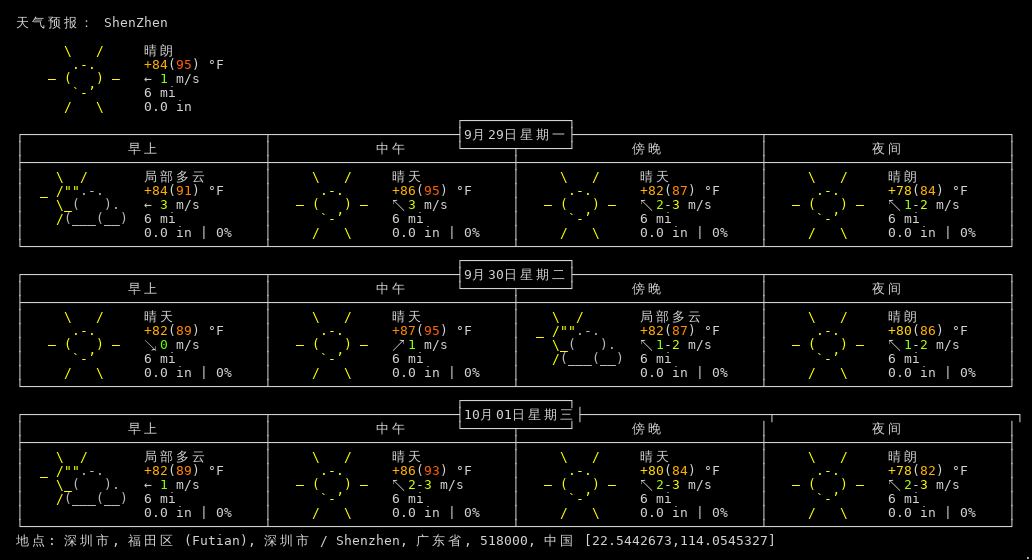 天气预报： ShenZhen
晴朗
+84(95) °F
← 1 m/s
6 mi
0.0 in
9月29日星期一
早上 中午 傍晚 夜间
局部多云 晴天 晴天 晴朗
+84(91) °F +86(95) °F +82(87) °F +78(84) °F
← 3 m/s ↖ 3 m/s ↖ 2-3 m/s ↖ 1-2 m/s
6 mi 6 mi 6 mi 6 mi
0.0 in | 0% 0.0 in | 0% 0.0 in | 0% 0.0 in | 0%
9月30日星期二
早上 中午 傍晚 夜间
晴天 晴天 局部多云 晴朗
+82(89) °F +87(95) °F +82(87) °F +80(86) °F
↘ 0 m/s ↗ 1 m/s ↖ 1-2 m/s ↖ 1-2 m/s
6 mi 6 mi 6 mi 6 mi
0.0 in | 0% 0.0 in | 0% 0.0 in | 0% 0.0 in | 0%
10月01日星期三
早上 中午 傍晚 夜间
局部多云 晴天 晴天 晴朗
+82(89) °F +86(93) °F +80(84) °F +78(82) °F
← 1 m/s ↖ 2-3 m/s ↖ 2-3 m/s ↖ 2-3 m/s
6 mi 6 mi 6 mi 6 mi
0.0 in | 0% 0.0 in | 0% 0.0 in | 0% 0.0 in | 0%
地点: 深圳市, 福田区 (Futian), 深圳市 / Shenzhen, 广东省, 518000, 中国 [22.5442673,114.0545327]